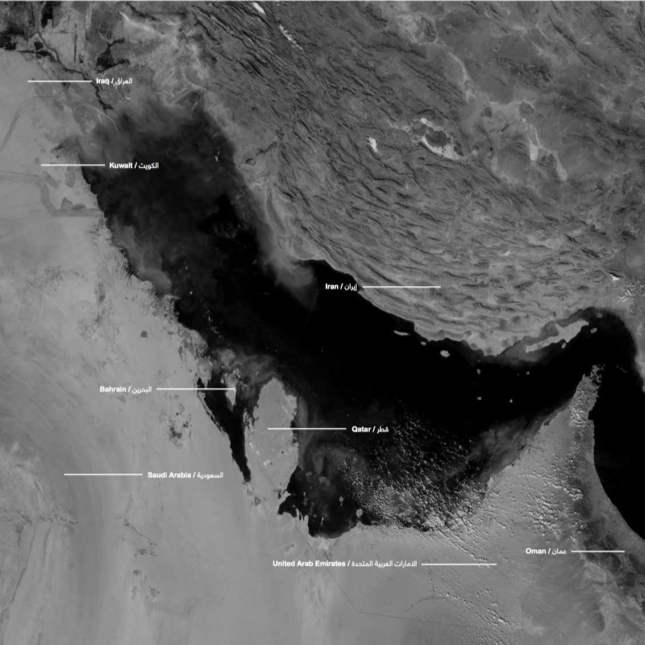 Iraq / العراق
Kuwait / الكويت
Iran / إيران
Bahrain / البحرين
Qatar / قطر
Saudi Arabia / السعودية
Oman / عمان
United Arab Emirates / الامارات العربية المتحدة